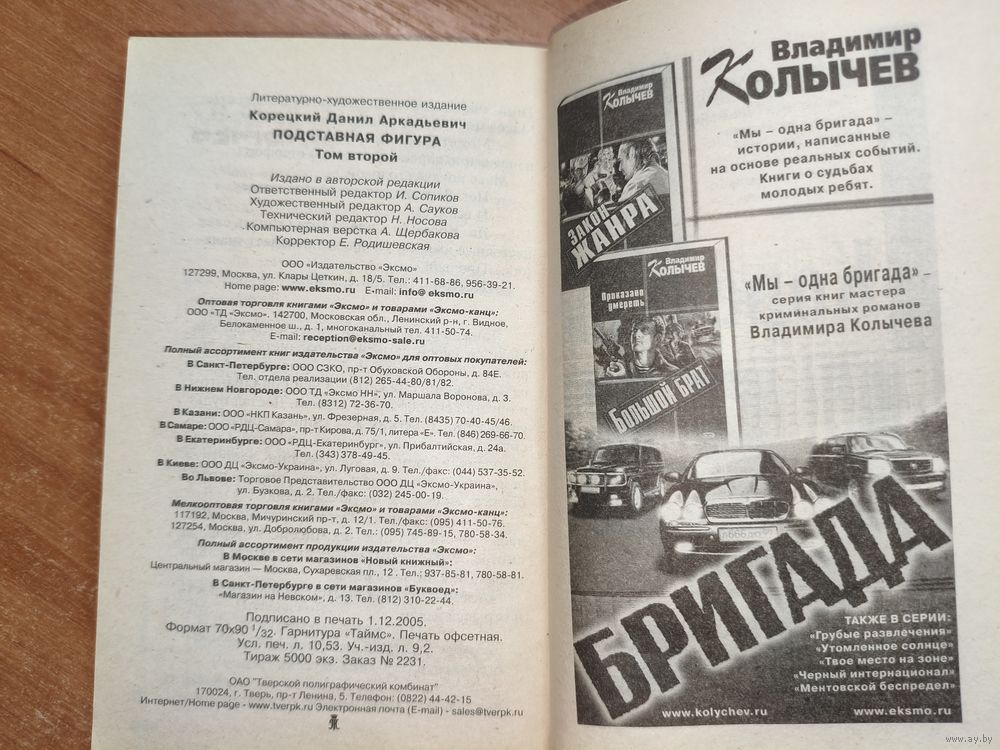 Литературно-художественное издание
Корецкий Данил Аркадьевич
ПОДСТАВНАЯ ФИГУРА
Том второй
Издано в авторской редакции
Ответственный редактор И. Сопиков
Художественный редактор А. Сауков
Технический редактор Н. Носова
Компьютерная верстка А. Щербакова
Корректор Е. Родишевская
ООО «Издательство «Эксмо»
127299, Москва, ул. Клары Цеткин, д. 18/5. Тел.: 411-68-86, 956-39-21.
Home page: www.eksmo.ru E-mail: info@ eksmo.ru
Оптовая торговля книгами «Эксмо» и товарами «Эксмо-канц»:
ООО «ТД «Эксмо». 142700, Московская обл., Ленинский р-н, г. Видное,
Белокаменное ш., д. 1, многоканальный тел. 411-50-74.
E-mail: reception@eksmo-sale.ru
Полный ассортимент книг издательства «Эксмо» для оптовых покупателей:
В Санкт-Петербурге: ООО СЗКО, пр-т Обуховской Обороны, д. 84Е.
Тел. отдела реализации (812) 265-44-80/81/82.
В Нижнем Новгороде: ООО ТД «Эксмо НН», ул. Маршала Воронова, д. 3.
Тел. (8312) 72-36-70.
В Казани: ООО «НКП Казань», ул. Фрезерная, д. 5. Тел. (8435) 70-40-45/46.
В Самаре: ООО «РДЦ-Самара», пр-т Кирова, д. 75/1, литера «Е». Тел. (846) 269-66-70.
В Екатеринбурге: ООО «РДЦ-Екатеринбург», ул. Прибалтийская, д. 24а.
Тел. (343) 378-49-45.
В Киеве: ООО ДЦ «Эксмо-Украина», ул. Луговая, д. 9. Тел./факс: (044) 537-35-52.
Во Львове: Торговое Представительство ООО ДЦ «Эксмо-Украина»,
ул. Бузкова, д. 2. Тел./факс: (032) 245-00-19.
Мелкооптовая торговля книгами «Эксмо» и товарами «Эксмо-канц»:
117192, Москва, Мичуринский пр-т, д. 12/1. Тел./факс: (095) 411-50-76.
127254, Москва, ул. Добролюбова, д. 2. Тел.: (095) 745-89-15, 780-58-34.
Полный ассортимент продукции издательства «Эксмо»:
В Москве в сети магазинов «Новый книжный»:
Центральный магазин — Москва, Сухаревская пл., 12 . Тел.: 937-85-81, 780-58-81.
В Санкт-Петербурге в сети магазинов «Буквоед»:
«Магазин на Невском», д. 13. Тел. (812) 310-22-44.
Подписано в печать 1.12.2005.
Формат 70x90 1/32. Гарнитура «Таймс». Печать офсетная.
Усл. печ. л. 10,53. Уч.-изд. л. 9,2.
Тираж 5000 экз. Заказ № 2231.
ОАО "Тверской полиграфический комбинат"
170024, г. Тверь, пр-т Ленина, 5. Телефон: (0822) 44-42-15
Интернет/Home page - www.tverpk.ru Электронная почта (E-mail) - sales@tverpk.ru
Владимир
КОЛЫЧЕВ
«Мы – одна бригада» –
истории, написанные
на основе реальных событий.
Книги о судьбах
молодых ребят.
Владимир
КОЛЫЧЕВ
ЗАКОН
ЖАНРА
Владимир
КОЛЫЧЕВ
Приказано
умереть
БОЛЬШОЙ БРАТ
«Мы – одна бригада» –
серия книг мастера
криминальных романов
Владимира Колычева
БРИГАДА
ТАКЖЕ В СЕРИИ:
«Грубые развлечения»
«Утомленное солнце»
«Твое место на зоне»
«Черный интернационал»
«Ментовской беспредел»
www.kolychev.ru www.eksmo.ru
www.ay.by